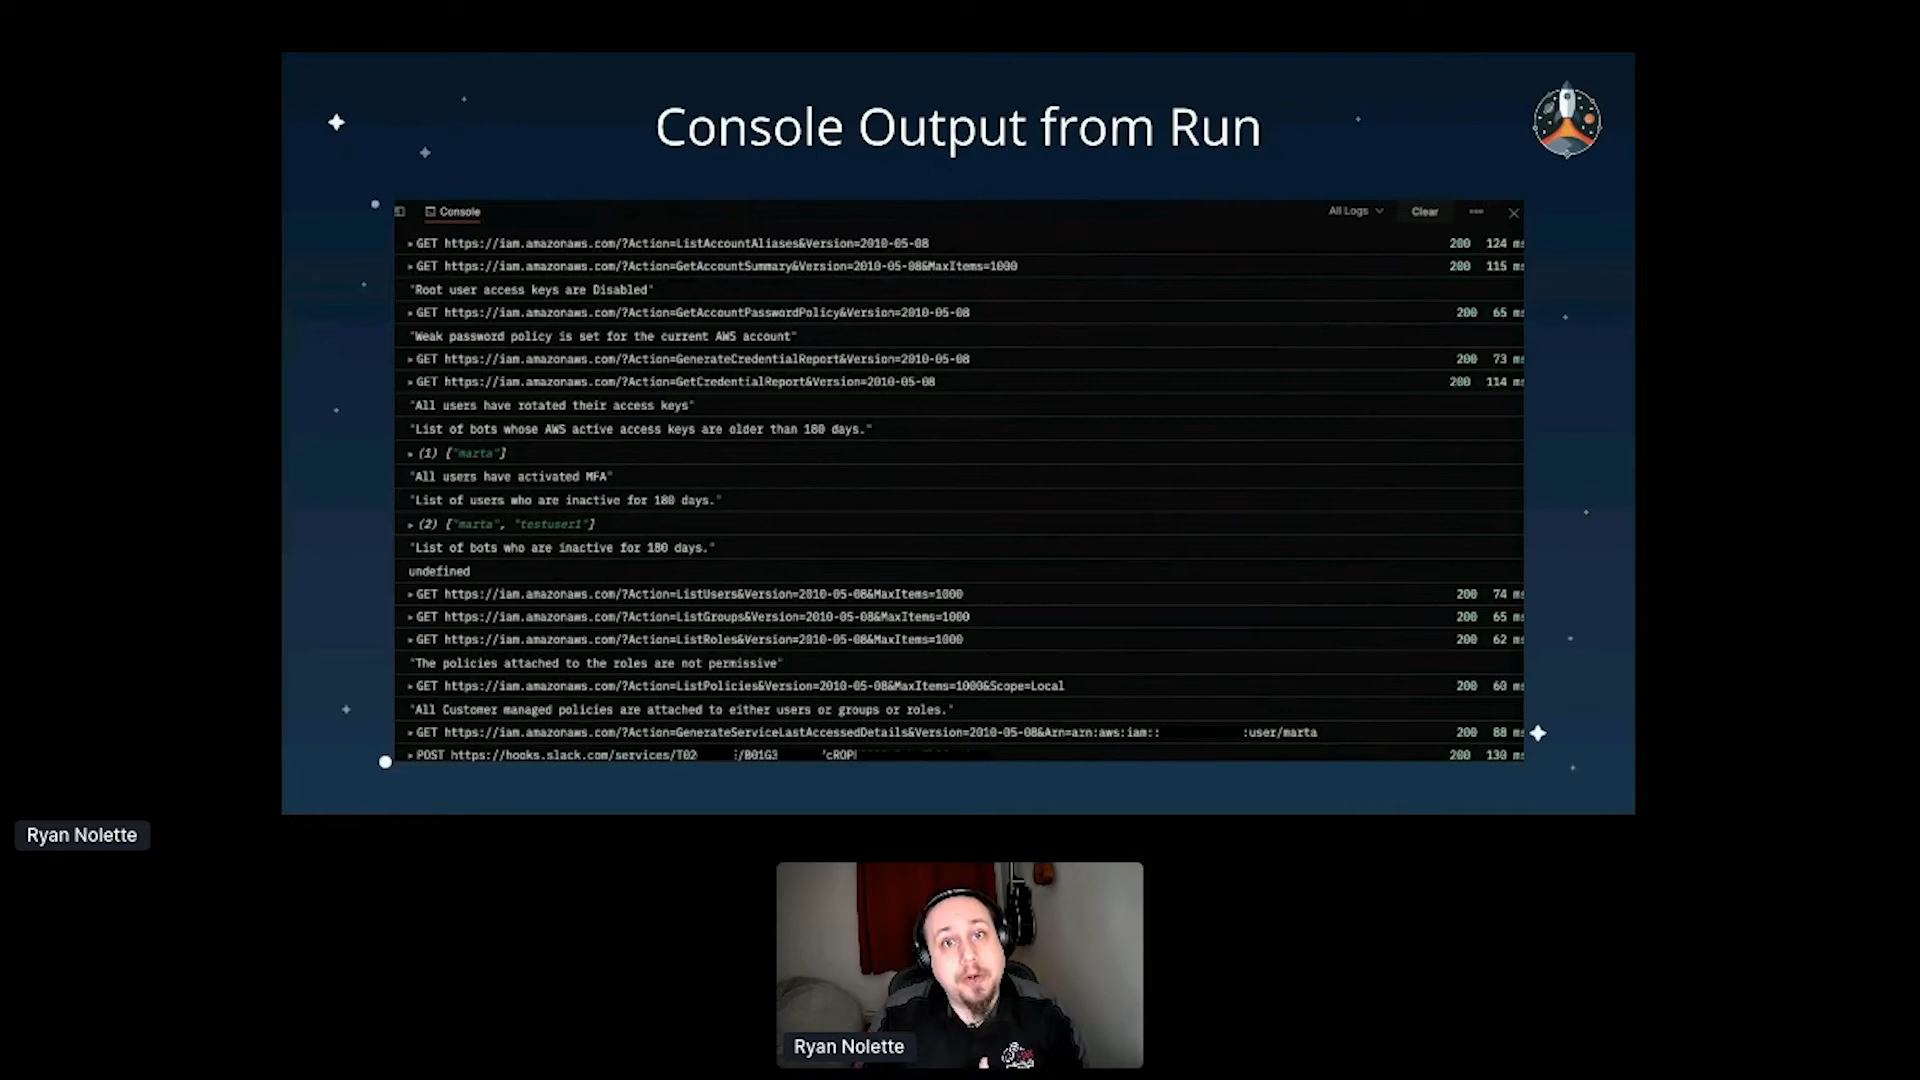 Console Output from Run
Console
All Logs
Clear
GET https://iam.amazonaws.com/?Action=ListAccountAliases&Version=2010-05-08 200 124 ms
GET https://iam.amazonaws.com/?Action=GetAccountSummary&Version=2010-05-08&MaxItems=1000 200 115 ms
"Root user access keys are Disabled"
GET https://iam.amazonaws.com/?Action=GetAccountPasswordPolicy&Version=2010-05-08 200 65 ms
"Weak password policy is set for the current AWS account"
GET https://iam.amazonaws.com/?Action=GenerateCredentialReport&Version=2010-05-08 200 73 ms
GET https://iam.amazonaws.com/?Action=GetCredentialReport&Version=2010-05-08 200 114 ms
"All users have rotated their access keys"
"List of bots whose AWS active access keys are older than 180 days."
(1) ["marta"]
"All users have activated MFA"
"List of users who are inactive for 180 days."
(2) ["marta", "testuser1"]
"List of bots who are inactive for 180 days."
undefined
GET https://iam.amazonaws.com/?Action=ListUsers&Version=2010-05-08&MaxItems=1000 200 74 ms
GET https://iam.amazonaws.com/?Action=ListGroups&Version=2010-05-08&MaxItems=1000 200 65 ms
GET https://iam.amazonaws.com/?Action=ListRoles&Version=2010-05-08&MaxItems=1000 200 62 ms
"The policies attached to the roles are not permissive"
GET https://iam.amazonaws.com/?Action=ListPolicies&Version=2010-05-08&MaxItems=1000&Scope=Local 200 60 ms
"All Customer managed policies are attached to either users or groups or roles."
GET https://iam.amazonaws.com/?Action=GenerateServiceLastAccessedDetails&Version=2010-05-08&Arn=arn:aws:iam:: :user/marta 200 88 ms
POST https://hooks.slack.com/services/T02 /B01G3 cROP 200 130 ms
Ryan Nolette
Ryan Nolette